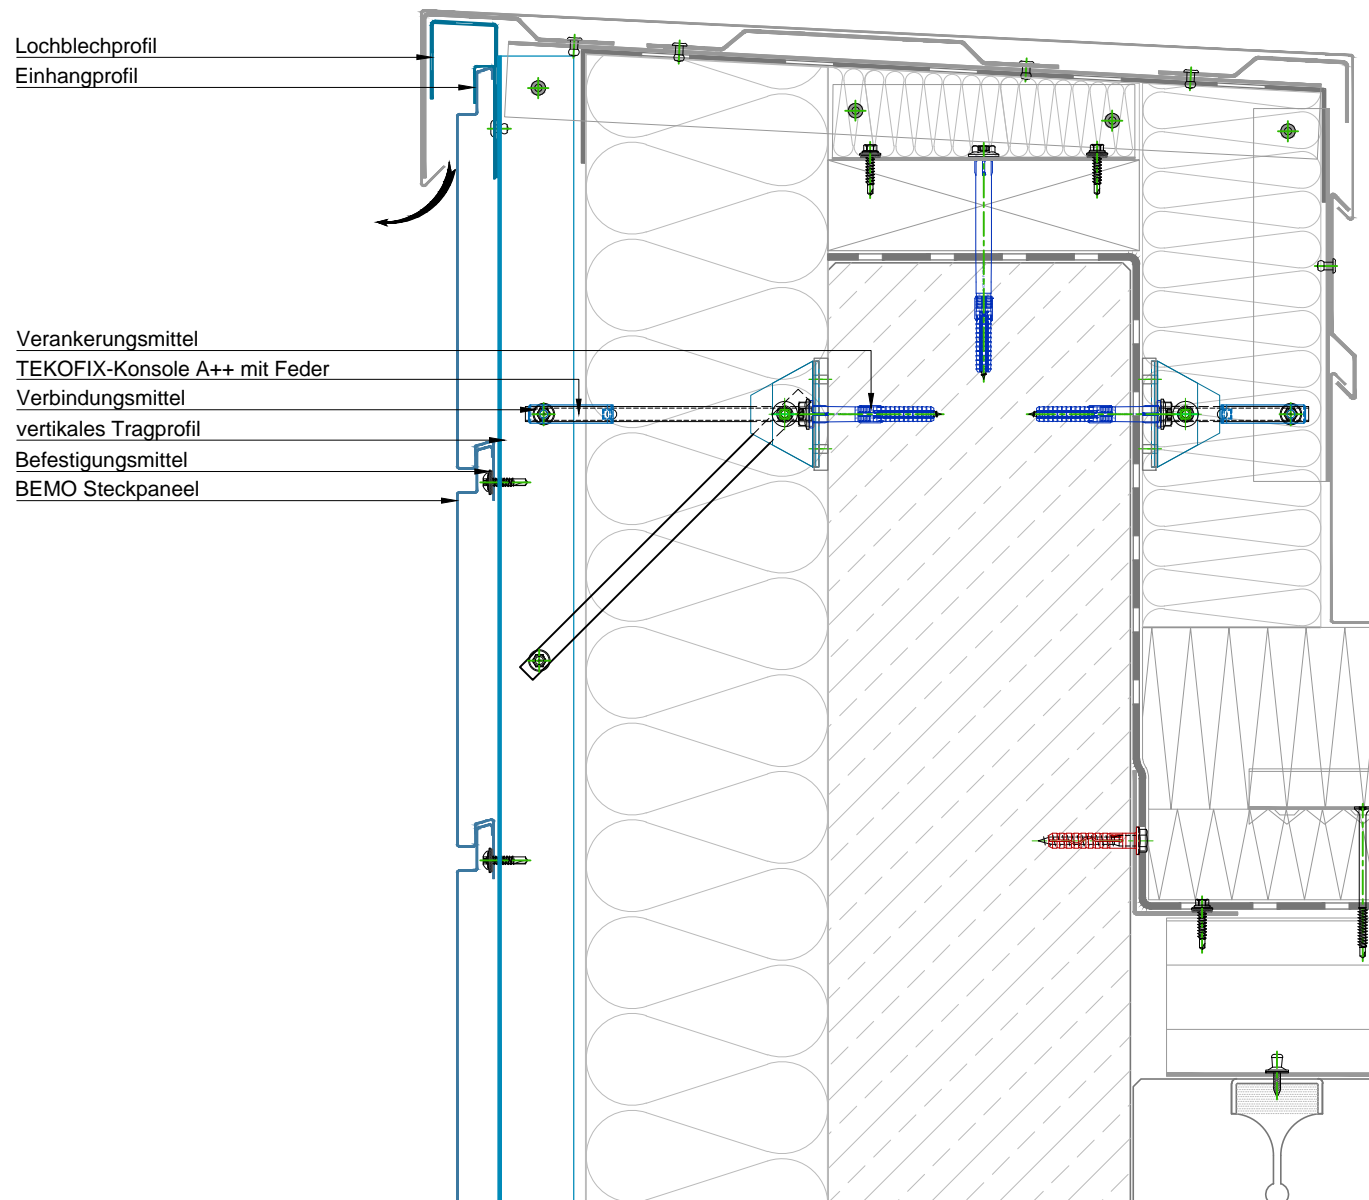 Lochblechprofil
Einhangprofil
Verankerungsmittel
TEKOFIX-Konsole A++ mit Feder
Verbindungsmittel
vertikales Tragprofil
Befestigungsmittel
BEMO Steckpaneel